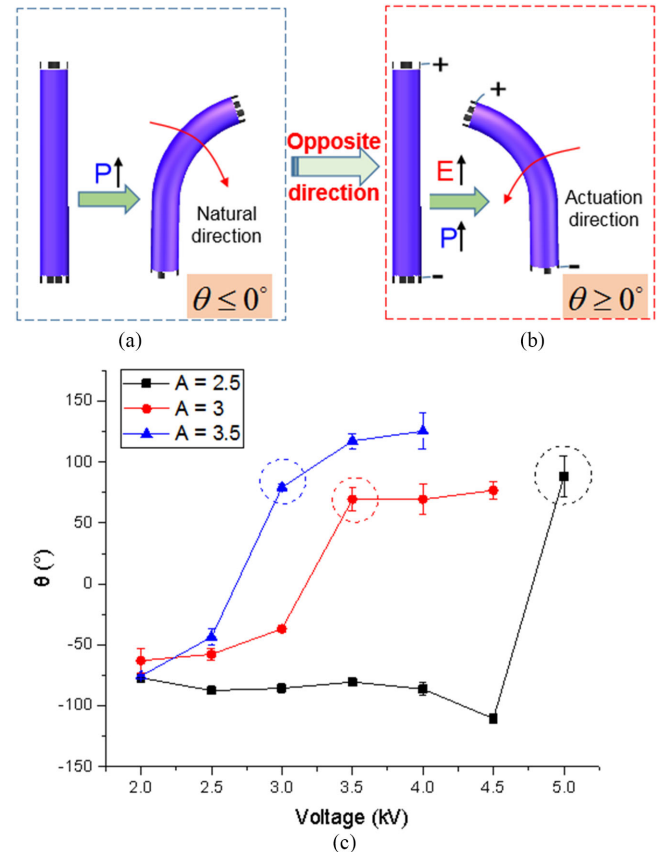 +
+
P↑
Natural
direction
θ ≤ 0°
Opposite
direction
E↑
P↑
Actuation
direction
-
-
θ ≥ 0°
(a)
(b)
A = 2.5
A = 3
A = 3.5
150
100
50
0
-50
-100
-150
θ (°)
2.0 2.5 3.0 3.5 4.0 4.5 5.0
Voltage (kV)
(c)